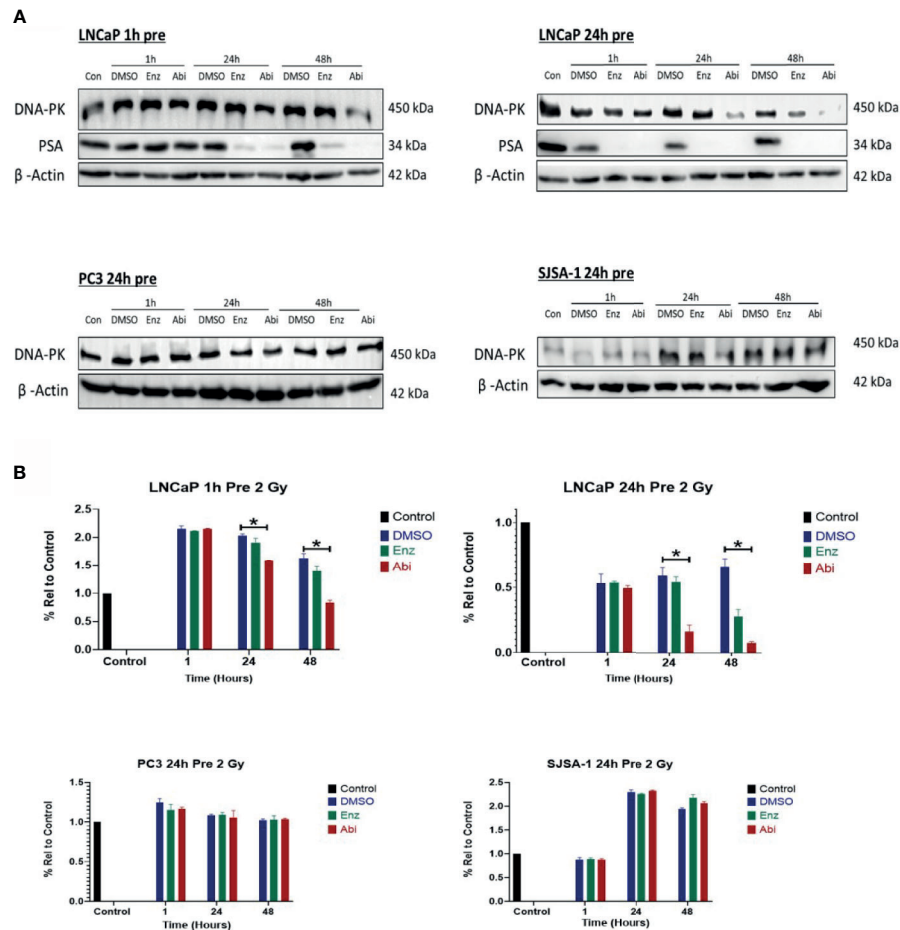 A
LNCaP 1h pre
1h 24h 48h
Con DMSO Enz Abi DMSO Enz Abi DMSO Enz Abi
DNA-PK 450 kDa
PSA 34 kDa
β -Actin 42 kDa
LNCaP 24h pre
1h 24h 48h
Con DMSO Enz Abi DMSO Enz Abi DMSO Enz Abi
DNA-PK 450 kDa
PSA 34 kDa
β -Actin 42 kDa
PC3 24h pre
1h 24h 48h
Con DMSO Enz Abi DMSO Enz Abi DMSO Enz Abi
DNA-PK 450 kDa
β -Actin 42 kDa
SJSA-1 24h pre
1h 24h 48h
Con DMSO Enz Abi DMSO Enz Abi DMSO Enz Abi
DNA-PK 450 kDa
β -Actin 42 kDa
B
LNCaP 1h Pre 2 Gy
% Rel to Control
2.5
2.0
1.5
1.0
0.5
0.0
* *
Control 1 24 48
Time (Hours)
Control
DMSO
Enz
Abi
LNCaP 24h Pre 2 Gy
% Rel to Control
1.0
0.5
0.0
* *
Control 1 24 48
Time (Hours)
Control
DMSO
Enz
Abi
PC3 24h Pre 2 Gy
% Rel to Control
1.5
1.0
0.5
0.0
Control 1 24 48
Time (Hours)
Control
DMSO
Enz
Abi
SJSA-1 24h Pre 2 Gy
% Rel to Control
2.5
2.0
1.5
1.0
0.5
0.0
Control 1 24 48
Time (Hours)
Control
DMSO
Enz
Abi